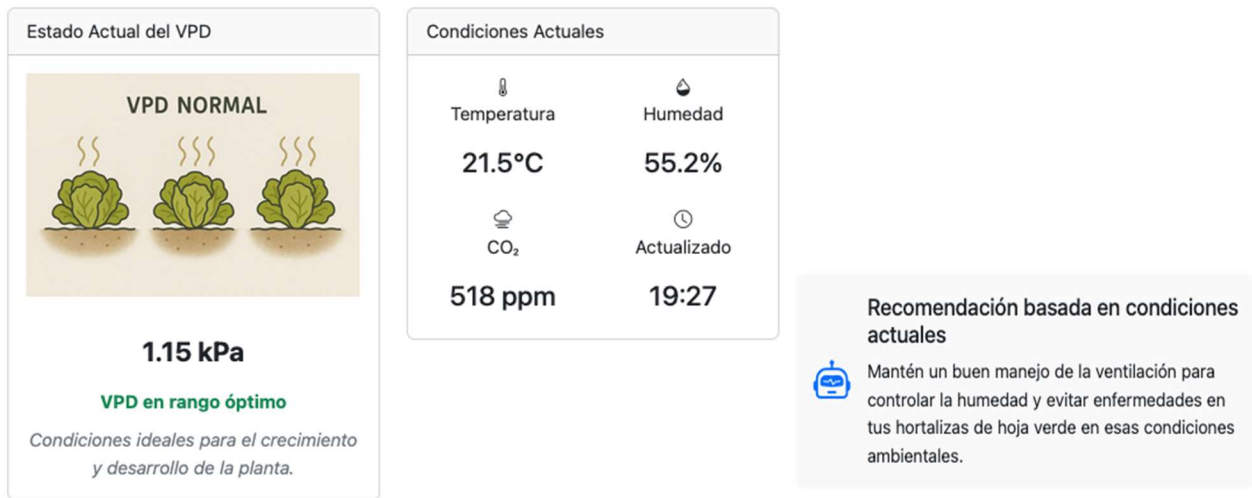 Estado Actual del VPD
VPD NORMAL
1.15 kPa
VPD en rango óptimo
Condiciones ideales para el crecimiento
y desarrollo de la planta.
Condiciones Actuales
Temperatura
Humedad
21.5°C
55.2%
CO₂
Actualizado
518 ppm
19:27
Recomendación basada en condiciones
actuales
Mantén un buen manejo de la ventilación para
controlar la humedad y evitar enfermedades en
tus hortalizas de hoja verde en esas condiciones
ambientales.